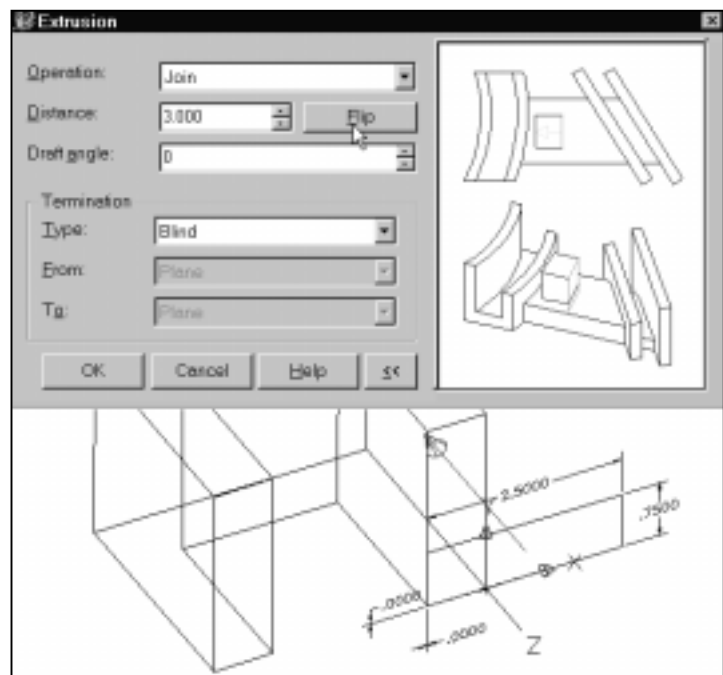 Extrusion
Operation: Join
Distance: 3.000 Flip
Draft angle: 0
Termination
Type: Blind
From: Plane
To: Plane
OK Cancel Help <<
2.5000
.7500
X
.0000
.0000
Z